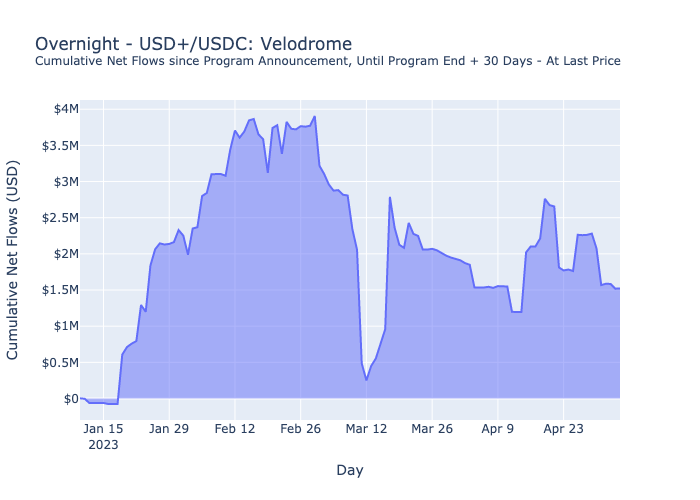 Overnight - USD+/USDC: Velodrome
Cumulative Net Flows since Program Announcement, Until Program End + 30 Days - At Last Price
Cumulative Net Flows (USD)
$4M
$3.5M
$3M
$2.5M
$2M
$1.5M
$1M
$0.5M
$0
Jan 15 Jan 29 Feb 12 Feb 26 Mar 12 Mar 26 Apr 9 Apr 23
2023
Day